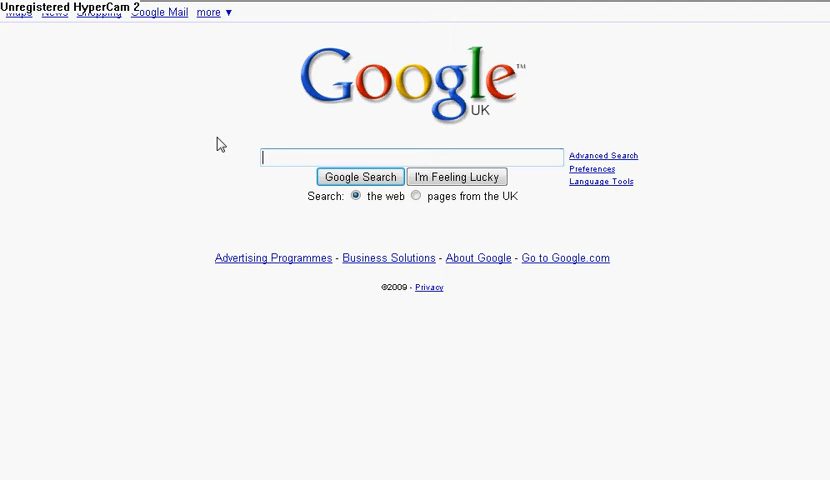 Unregistered HyperCam 2
Maps News Shopping Google Mail more ▼
Google™
UK
Advanced Search
Preferences
Language Tools
Google Search I'm Feeling Lucky
Search: the web pages from the UK
Advertising Programmes - Business Solutions - About Google - Go to Google.com
©2009 - Privacy